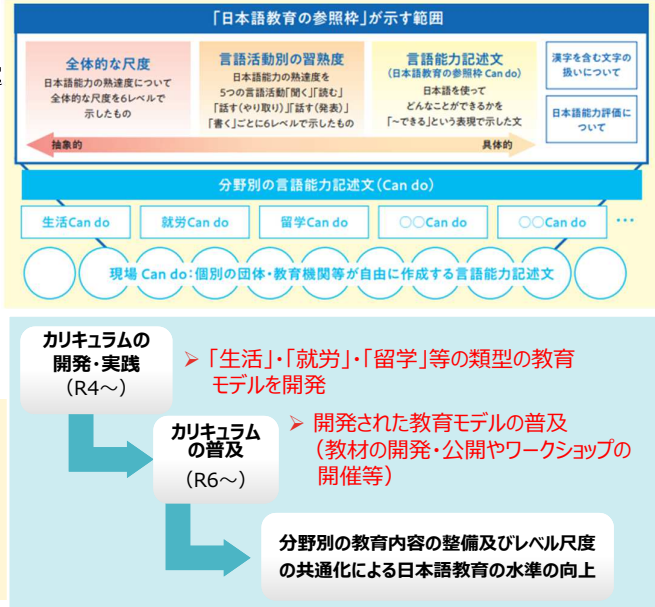 「日本語教育の参照枠」が示す範囲
全体的な尺度
日本語能力の熟達度について
全体的な尺度を6レベルで
示したもの
言語活動別の習熟度
日本語能力の熟達度を
5つの言語活動「聞く」「読む」
「話す(やり取り)」「話す(発表)」
「書く」ごとに6レベルで示したもの
言語能力記述文
(日本語教育の参照枠 Can do)
日本語を使って
どんなことができるかを
「~できる」という表現で示した文
漢字を含む文字の
扱いについて
日本語能力評価に
ついて
抽象的
具体的
分野別の言語能力記述文(Can do)
生活Can do
就労Can do
留学Can do
○○Can do
○○Can do
…
現場 Can do:個別の団体・教育機関等が自由に作成する言語能力記述文
カリキュラムの
開発・実践
(R4~)
➢ 「生活」・「就労」・「留学」等の類型の教育
モデルを開発
カリキュラム
の普及
(R6~)
➢ 開発された教育モデルの普及
(教材の開発・公開やワークショップの
開催等)
分野別の教育内容の整備及びレベル尺度
の共通化による日本語教育の水準の向上